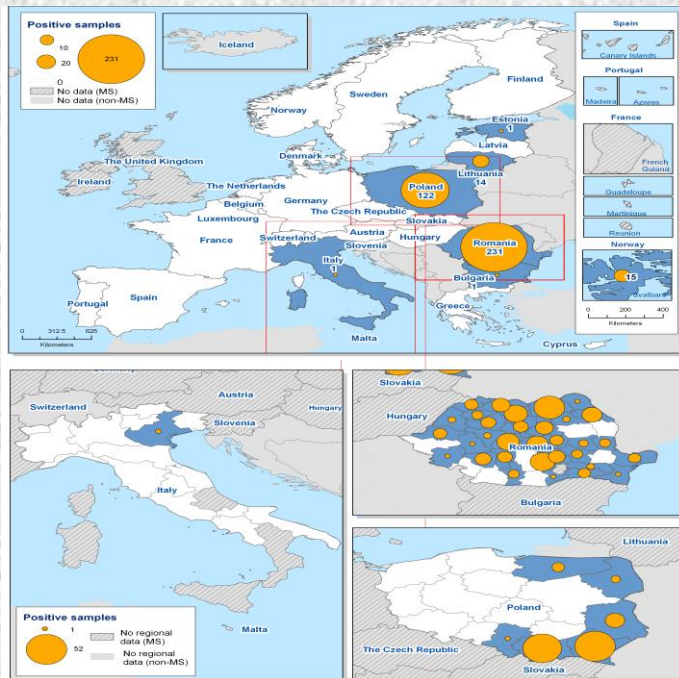 Positive samples
10
20
231
0
No data (MS)
No data (non-MS)
Iceland
Finland
Sweden
Norway
Estonia
1
Latvia
Denmark
The United Kingdom
Ireland
Lithuania
14
Poland
122
The Netherlands
Germany
Belgium
The Czech Republic
Luxembourg
Slovakia
Austria
France
Switzerland
Hungary
Slovenia
Romania
231
Italy
1
Bulgaria
1
Portugal
Spain
Greece
Malta
Cyprus
0 312.5 625
Kilometers
Spain
Canary Islands
Portugal
Madeira
Azores
France
French
Guiana
Guadeloupe
Martinique
Reunion
Norway
15
Svalbard
0 200 400
Kilometers
Germany
Switzerland
Austria
Slovenia
Hungary
Italy
Malta
Positive samples
1
52
No regional
data (MS)
No regional
data (non-MS)
Slovakia
Hungary
Romania
Bulgaria
Lithuania
Poland
The Czech Republic
Slovakia